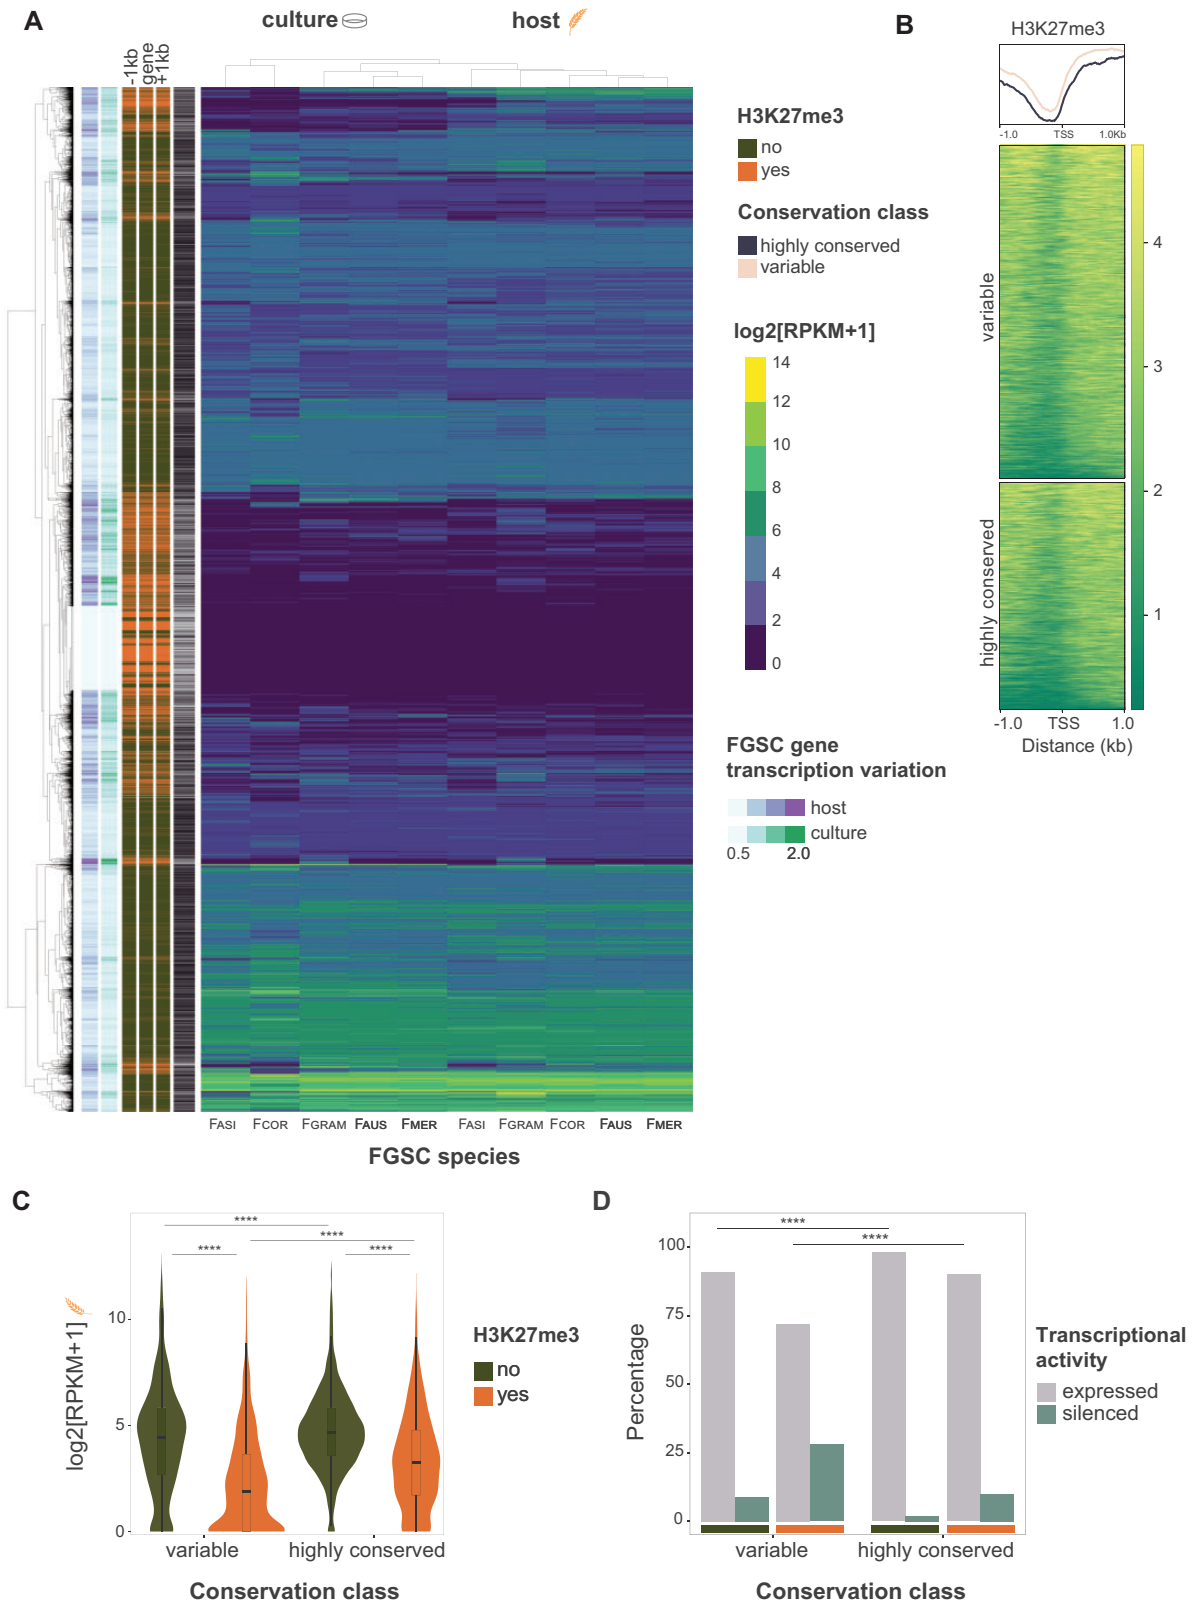 A
culture
host
-1kb
gene
+1kb
H3K27me3
no
yes
Conservation class
highly conserved
variable
log2[RPKM+1]
14
12
10
8
6
4
2
0
FGSC gene
transcription variation
host
culture
0.5
2.0
FASI
FCOR
FGRAM
FAUS
FMER
FASI
FGRAM
FCOR
FAUS
FMER
FGSC species
B
H3K27me3
-1.0
TSS
1.0Kb
variable
highly conserved
4
3
2
1
-1.0
TSS
1.0
Distance (kb)
C
****
****
****
****
log2[RPKM+1]
10
5
0
variable
highly conserved
Conservation class
H3K27me3
no
yes
D
****
****
Percentage
100
75
50
25
0
variable
highly conserved
Conservation class
Transcriptional
activity
expressed
silenced